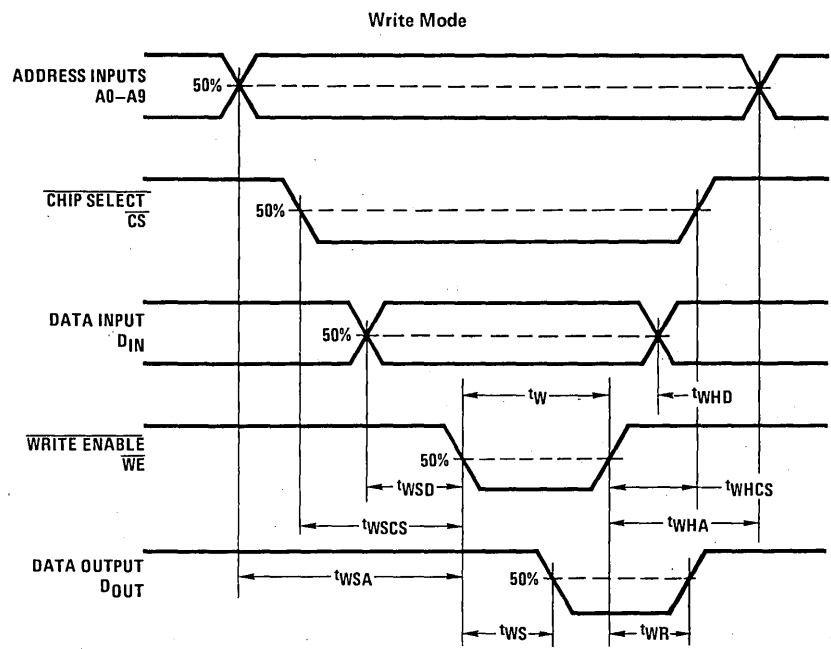 Write Mode
ADDRESS INPUTS
A0–A9
50%
CHIP SELECT
CS
50%
DATA INPUT
DIN
50%
tW
tWHD
WRITE ENABLE
WE
50%
tWSD
tWHCS
tWSCS
tWHA
DATA OUTPUT
DOUT
tWSA
50%
tWS
tWR